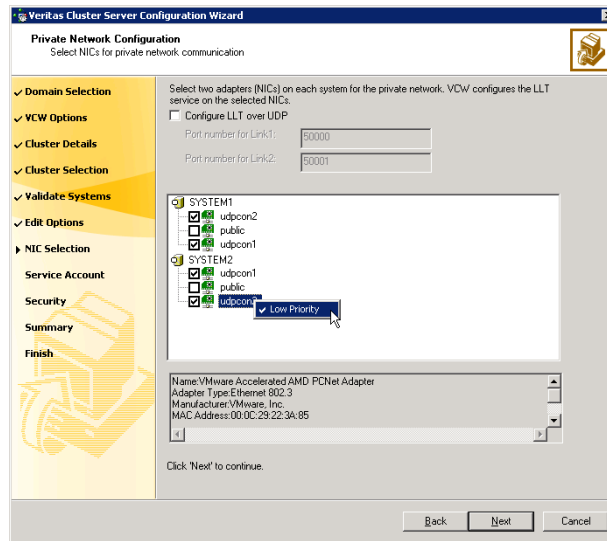 Veritas Cluster Server Configuration Wizard
Private Network Configuration
Select NICs for private network communication
Domain Selection
VCW Options
Cluster Details
Cluster Selection
Validate Systems
Edit Options
NIC Selection
Service Account
Security
Summary
Finish
Select two adapters (NICs) on each system for the private network. VCW configures the LLT
service on the selected NICs.
Configure LLT over UDP
Port number for Link1: 50000
Port number for Link2: 50001
SYSTEM1
udpcon2
public
udpcon1
SYSTEM2
udpcon1
public
Low Priority
Name:VMware Accelerated AMD PCNet Adapter
Adapter Type:Ethernet 802.3
Manufacturer:VMware, Inc.
MAC Address:00:0C:29:22:3A:85
Click 'Next' to continue.
Back Next Cancel